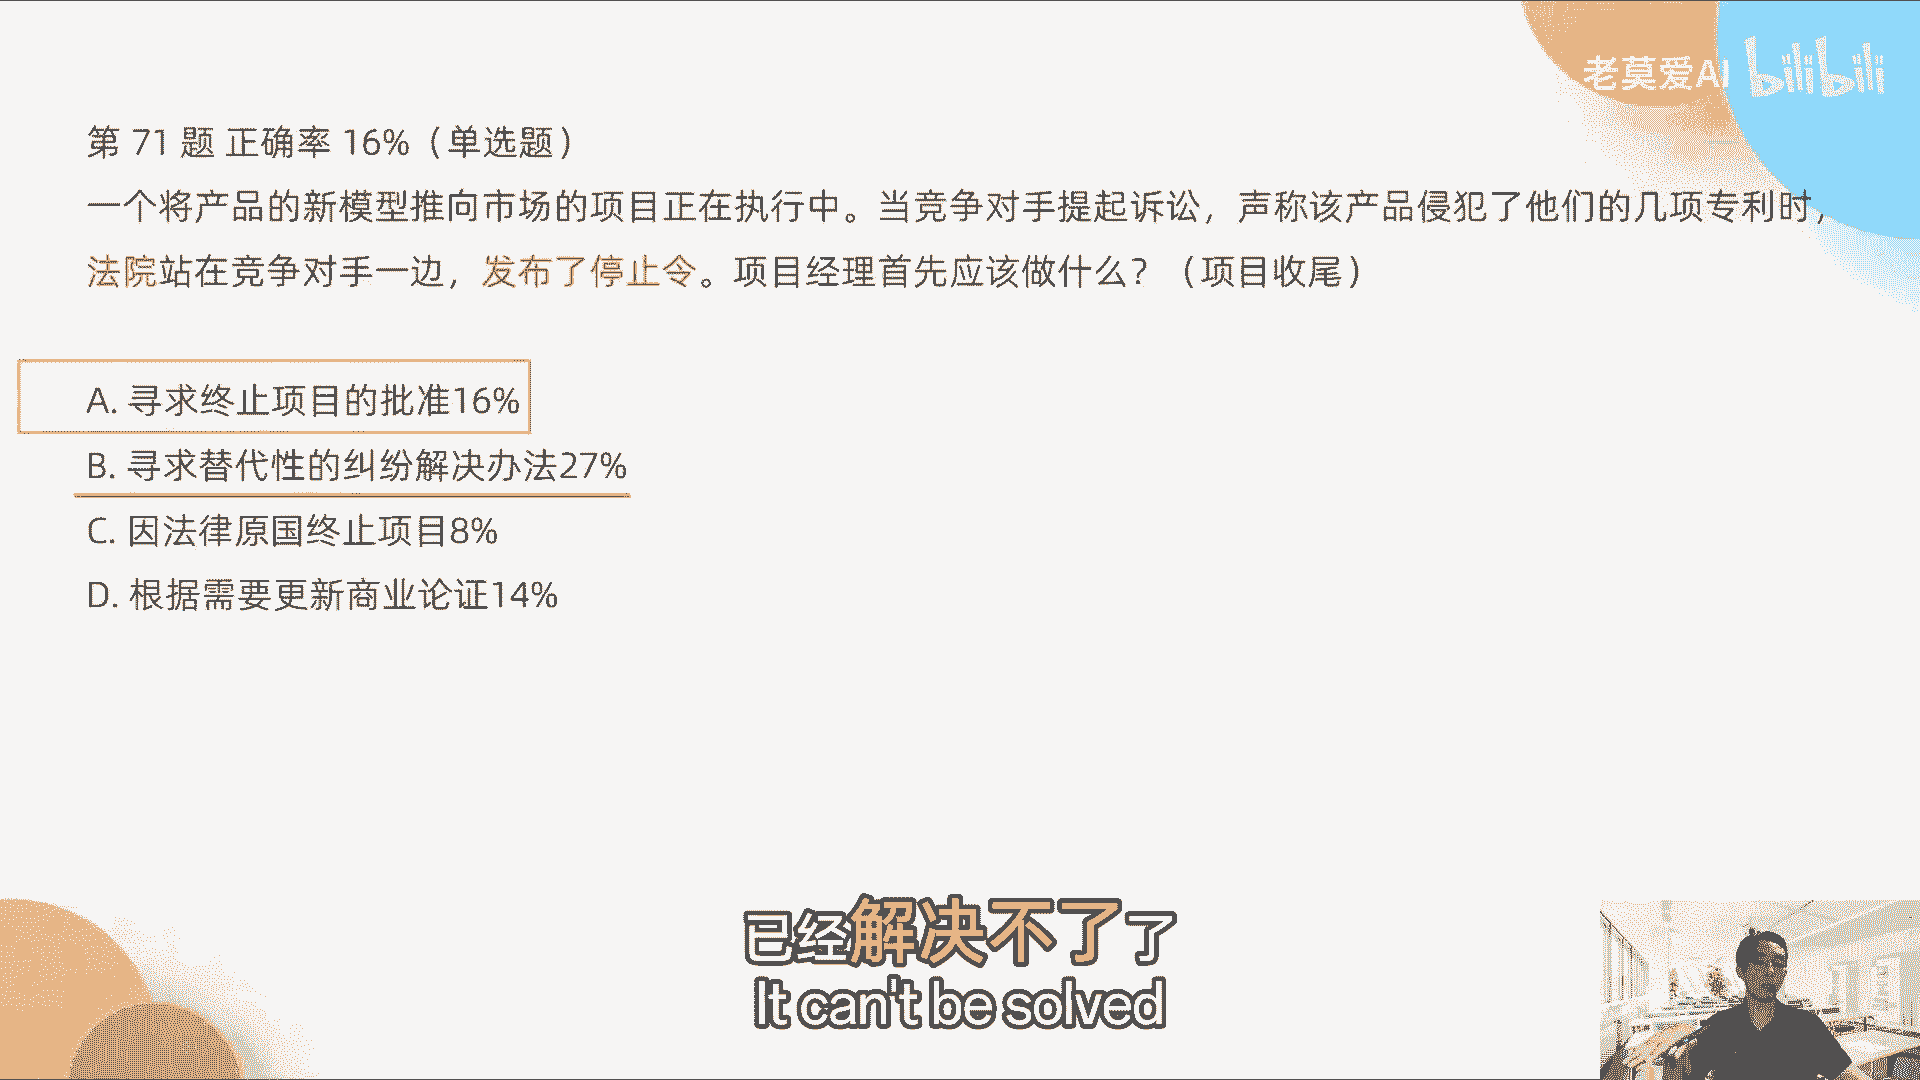 老莫爱AI bilibili
第 71 题 正确率 16%（单选题）
一个将产品的新模型推向市场的项目正在执行中。当竞争对手提起诉讼，声称该产品侵犯了他们的几项专利时，
法院站在竞争对手一边，发布了停止令。项目经理首先应该做什么？（项目收尾）
A. 寻求终止项目的批准16%
B. 寻求替代性的纠纷解决办法27%
C. 因法律原国终止项目8%
D. 根据需要更新商业论证14%
已经解决不了了
It can't be solved